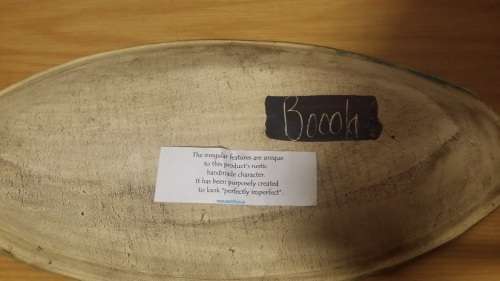 Bocoh
The irregular features are unique
to this product's rustic
handmade character.
It has been purposely created
to look "perfectly imperfect".